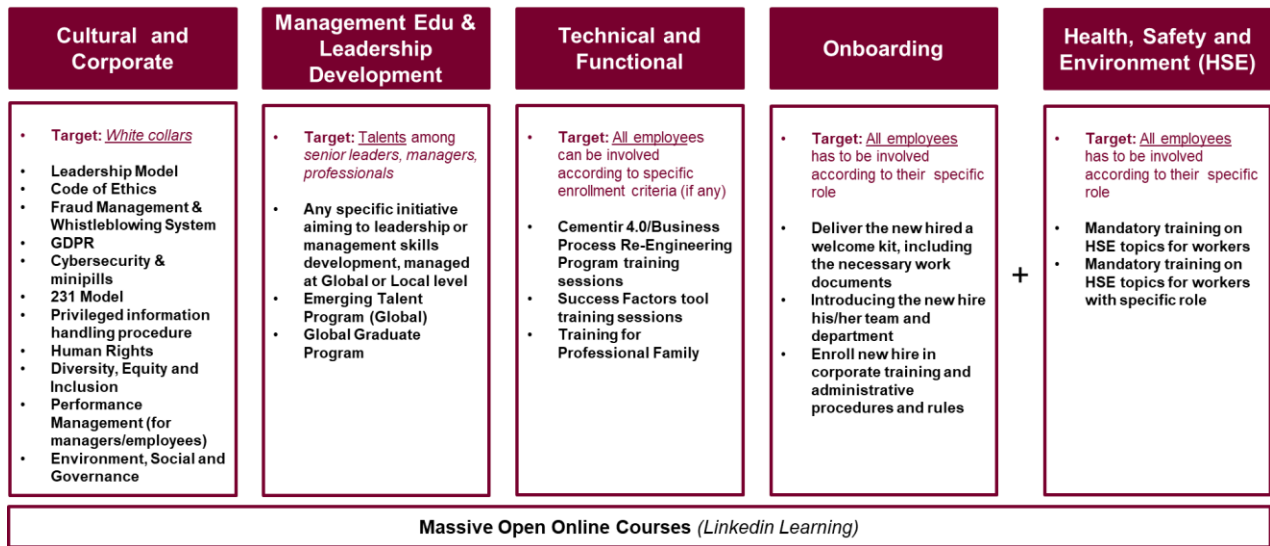 Cultural and
Corporate
• Target: White collars
• Leadership Model
• Code of Ethics
• Fraud Management &
Whistleblowing System
• GDPR
• Cybersecurity &
minipills
• 231 Model
• Privileged information
handling procedure
• Human Rights
• Diversity, Equity and
Inclusion
• Performance
Management (for
managers/employees)
• Environment, Social and
Governance
Management Edu &
Leadership
Development
• Target: Talents among
senior leaders, managers,
professionals
• Any specific initiative
aiming to leadership or
management skills
development, managed
at Global or Local level
• Emerging Talent
Program (Global)
• Global Graduate
Program
Technical and
Functional
• Target: All employees
can be involved
according to specific
enrollment criteria (if any)
• Cementir 4.0/Business
Process Re-Engineering
Program training
sessions
• Success Factors tool
training sessions
• Training for
Professional Family
Onboarding
• Target: All employees
has to be involved
according to their specific
role
• Deliver the new hired a
welcome kit, including
the necessary work
documents
• Introducing the new hire
his/her team and
department
• Enroll new hire in
corporate training and
administrative
procedures and rules
+
Health, Safety and
Environment (HSE)
• Target: All employees
has to be involved
according to their specific
role
• Mandatory training on
HSE topics for workers
• Mandatory training on
HSE topics for workers
with specific role
Massive Open Online Courses (Linkedin Learning)